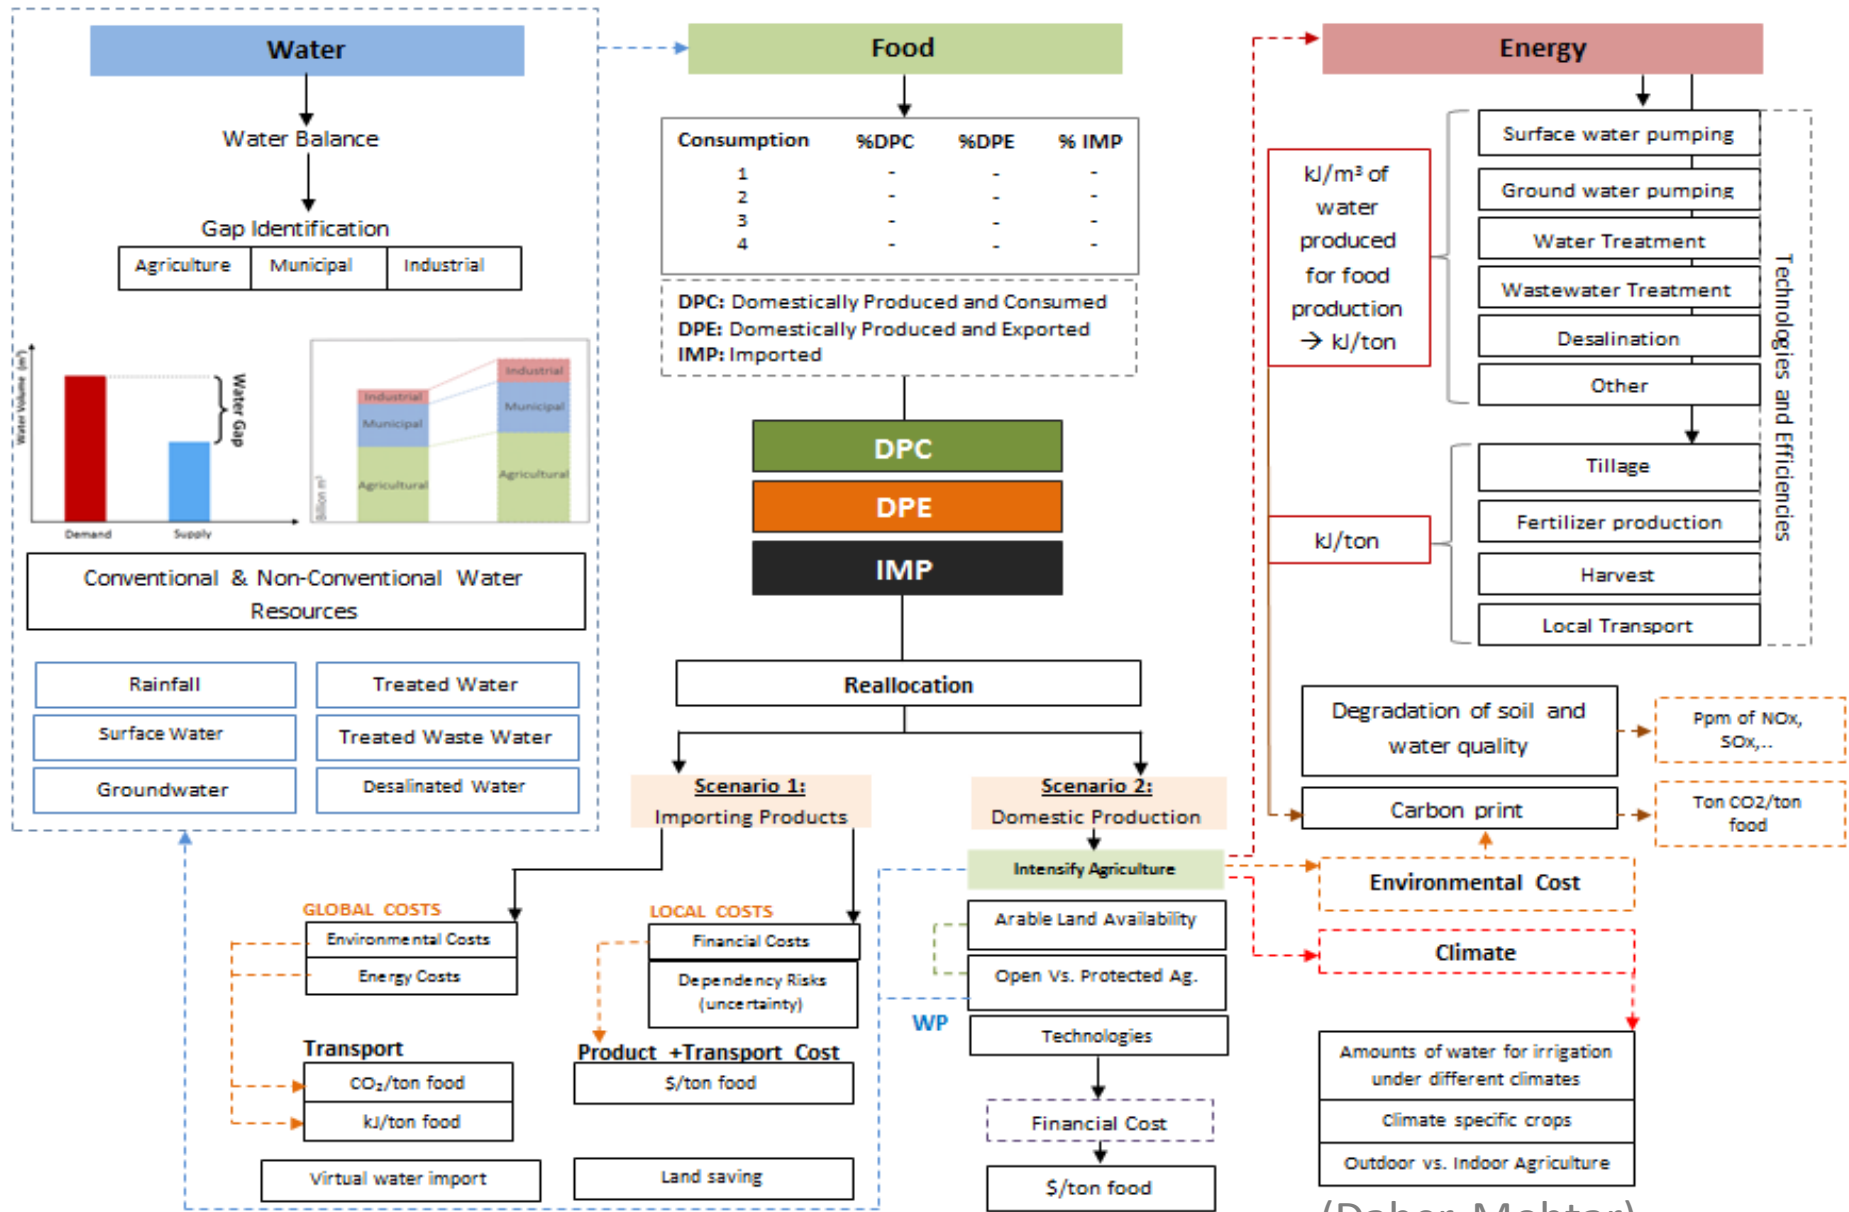 Water
Water Balance
Gap Identification
Agriculture Municipal Industrial
Water Volume (m³)
Water Gap
Demand Supply
Billion m³
Industrial
Municipal
Agricultural
Industrial
Municipal
Agricultural
Conventional & Non-Conventional Water
Resources
Rainfall
Treated Water
Surface Water
Treated Waste Water
Groundwater
Desalinated Water
Food
Consumption %DPC %DPE % IMP
1 - - -
2 - - -
3 - - -
4 - - -
DPC: Domestically Produced and Consumed
DPE: Domestically Produced and Exported
IMP: Imported
DPC
DPE
IMP
Reallocation
Scenario 1:
Importing Products
GLOBAL COSTS
Environmental Costs
Energy Costs
Transport
CO₂/ton food
kJ/ton food
Virtual water import
LOCAL COSTS
Financial Costs
Dependency Risks
(uncertainty)
Product +Transport Cost
$/ton food
Land saving
Scenario 2:
Domestic Production
Intensify Agriculture
Arable Land Availability
Open Vs. Protected Ag.
WP
Technologies
Financial Cost
$/ton food
Energy
kJ/m³ of
water
produced
for food
production
→ kJ/ton
Surface water pumping
Ground water pumping
Water Treatment
Wastewater Treatment
Desalination
Other
kJ/ton
Tillage
Fertilizer production
Harvest
Local Transport
Technologies and Efficiencies
Degradation of soil and
water quality
Ppm of NOx,
SOx,..
Carbon print
Ton CO2/ton
food
Environmental Cost
Climate
Amounts of water for irrigation
under different climates
Climate specific crops
Outdoor vs. Indoor Agriculture
(Daher, Mohtar)